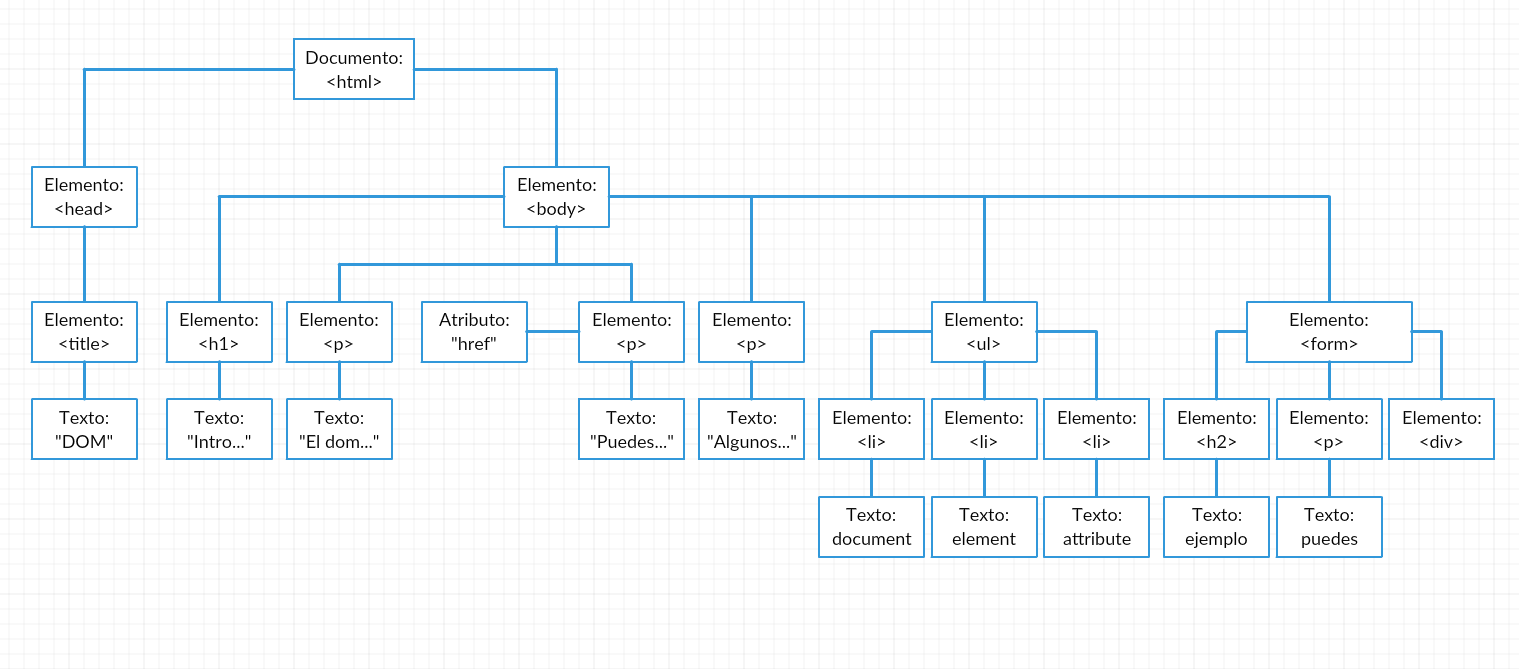 Documento:
<html>
Elemento:
<head>
Elemento:
<body>
Elemento:
<title>
Elemento:
<h1>
Elemento:
<p>
Atributo:
"href"
Elemento:
<p>
Elemento:
<p>
Elemento:
<ul>
Elemento:
<form>
Texto:
"DOM"
Texto:
"Intro..."
Texto:
"El dom..."
Texto:
"Puedes..."
Texto:
"Algunos..."
Elemento:
<li>
Elemento:
<li>
Elemento:
<li>
Elemento:
<h2>
Elemento:
<p>
Elemento:
<div>
Texto:
document
Texto:
element
Texto:
attribute
Texto:
ejemplo
Texto:
puedes